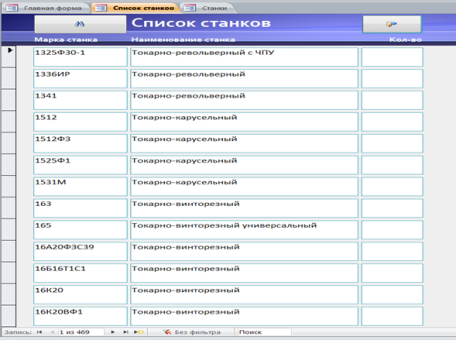 Главная форма Список станков Станки
Список станков
Марка станка Наименование станка Кол-во
1325Ф30-1 Токарно-револьверный с ЧПУ
1336ИР Токарно-револьверный
1341 Токарно-револьверный
1512 Токарно-карусельный
1512Ф3 Токарно-карусельный
1525Ф1 Токарно-карусельный
1531М Токарно-карусельный
163 Токарно-винторезный
165 Токарно-винторезный универсальный
16А20Ф3С39 Токарно-винторезный
16Б16Т1С1 Токарно-винторезный
16К20 Токарно-винторезный
16К20ВФ1 Токарно-винторезный
Запись: 1 из 469 Без фильтра Поиск